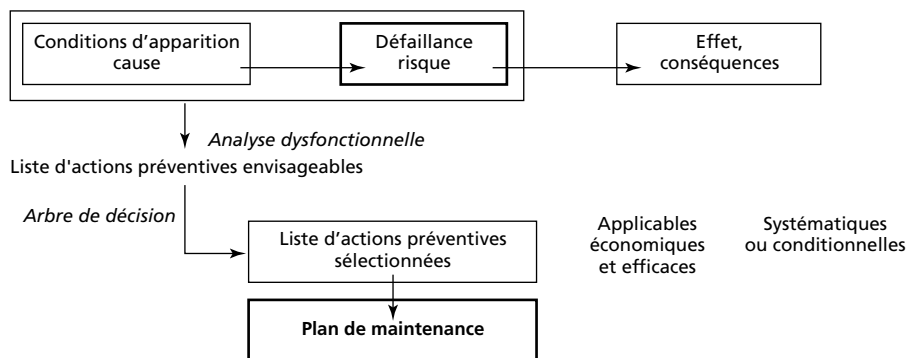 Conditions d’apparition
cause
Défaillance
risque
Effet,
conséquences
Analyse dysfonctionnelle
Liste d'actions préventives envisageables
Arbre de décision
Liste d’actions préventives
sélectionnées
Applicables
économiques
et efficaces
Systématiques
ou conditionnelles
Plan de maintenance